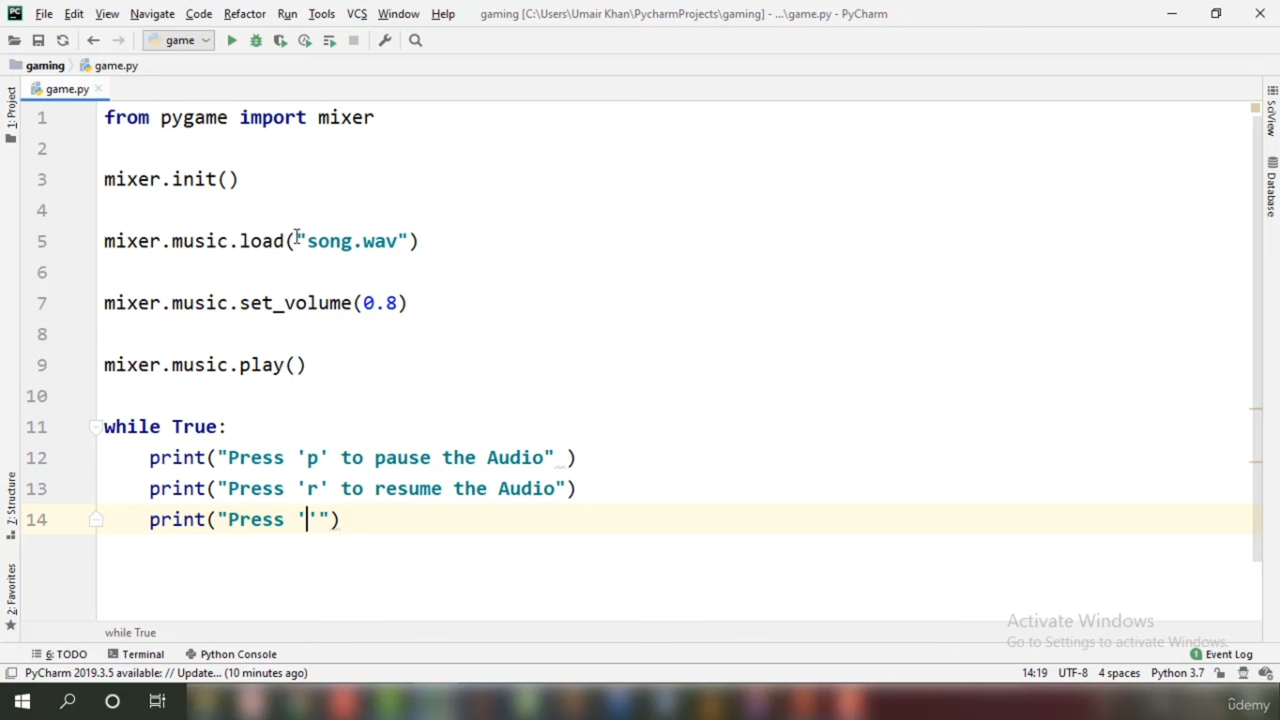 File Edit View Navigate Code Refactor Run Tools VCS Window Help gaming [C:\Users\Umair Khan\PycharmProjects\gaming] - ...\game.py - PyCharm
game
gaming game.py
game.py
1 from pygame import mixer
2
3 mixer.init()
4
5 mixer.music.load("song.wav")
6
7 mixer.music.set_volume(0.8)
8
9 mixer.music.play()
10
11 while True:
12 print("Press 'p' to pause the Audio" )
13 print("Press 'r' to resume the Audio")
14 print("Press ''")
1: Project
Z: Structure
2: Favorites
SciView
Database
Activate Windows
Go to Settings to activate Windows.
while True
6: TODO Terminal Python Console 1 Event Log
PyCharm 2019.3.5 available: // Update... (10 minutes ago) 14:19 UTF-8 4 spaces Python 3.7
ûdemy